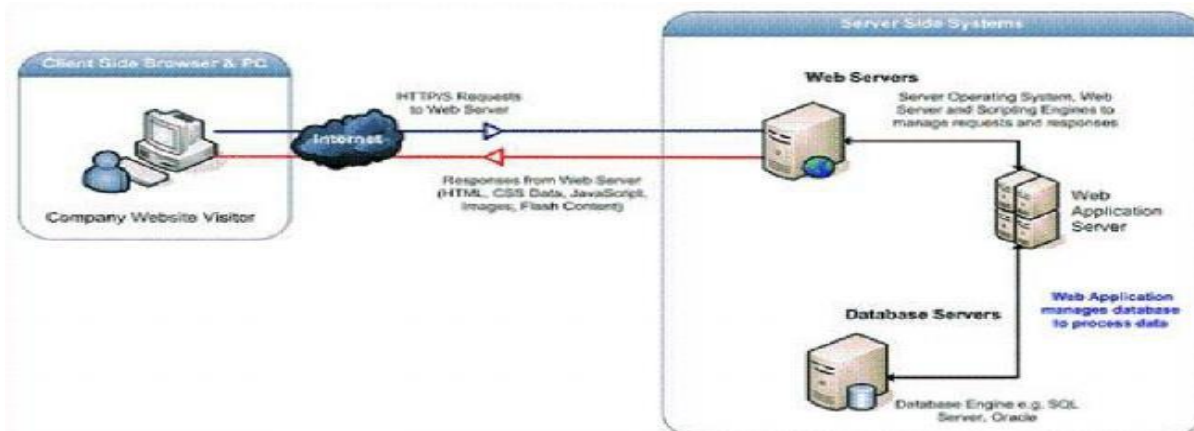 Client Side Browser & PC
Company Website Visitor
HTTP/S Requests
to Web Server
Internet
Responses from Web Server
(HTML, CSS Data, JavaScript,
Images, Flash Content)
Server Side Systems
Web Servers
Server Operating System, Web
Server and Scripting Engines to
manage requests and responses
Web
Application
Server
Web Application
manages database
to process data
Database Servers
Database Engine e.g. SQL
Server, Oracle